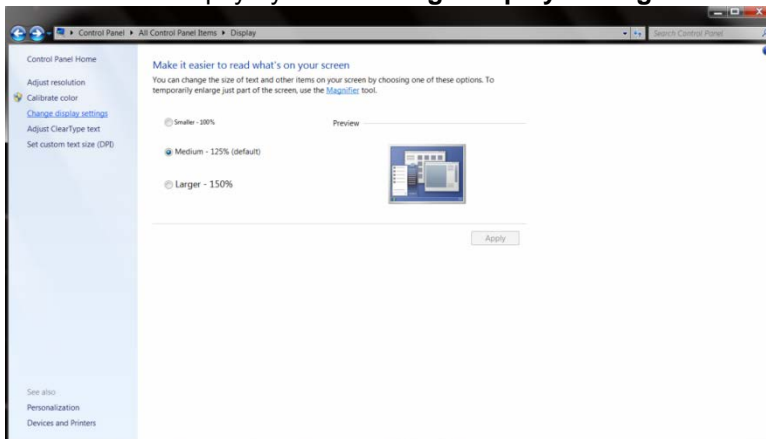 Control Panel ▸ All Control Panel Items ▸ Display
Search Control Panel
Control Panel Home
Adjust resolution
Calibrate color
Change display settings
Adjust ClearType text
Set custom text size (DPI)
Make it easier to read what's on your screen
You can change the size of text and other items on your screen by choosing one of these options. To
temporarily enlarge just part of the screen, use the Magnifier tool.
Smaller - 100%
Preview
Medium - 125% (default)
Larger - 150%
Apply
See also
Personalization
Devices and Printers